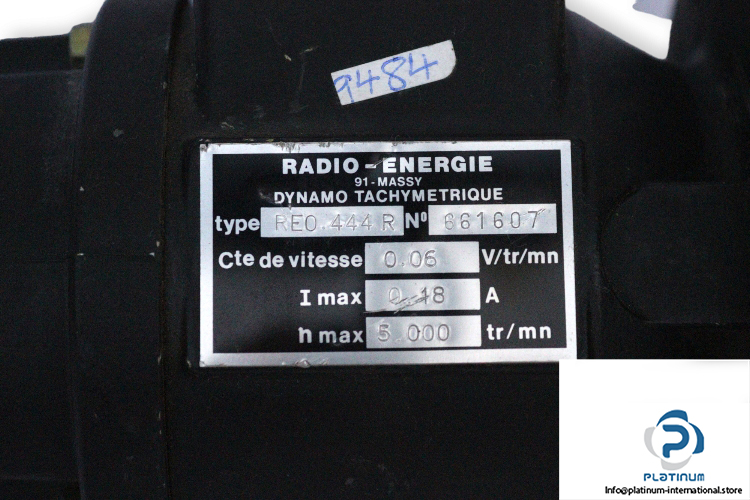 9484
RADIO-ENERGIE
91-MASSY
DYNAMO TACHYMETRIQUE
type REO.444 R Nº 661607
Cte de vitesse 0.06 V/tr/mn
I max 0.18 A
n max 5.000 tr/mn
PLATINUM
Info@platinum-international.store